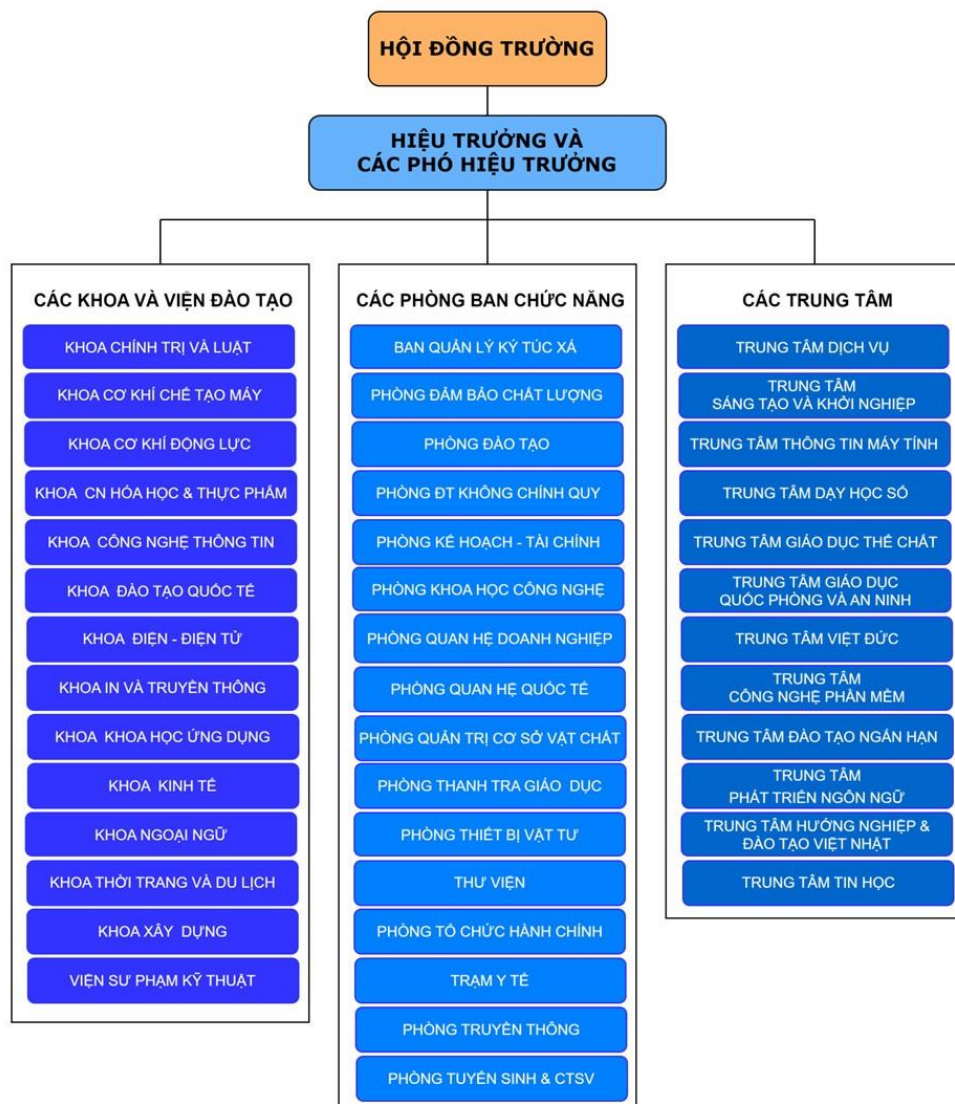 HỘI ĐỒNG TRƯỜNG
HIỆU TRƯỞNG VÀ
CÁC PHÓ HIỆU TRƯỞNG
CÁC KHOA VÀ VIỆN ĐÀO TẠO
KHOA CHÍNH TRỊ VÀ LUẬT
KHOA CƠ KHÍ CHẾ TẠO MÁY
KHOA CƠ KHÍ ĐỘNG LỰC
KHOA CN HÓA HỌC & THỰC PHẨM
KHOA CÔNG NGHỆ THÔNG TIN
KHOA ĐÀO TẠO QUỐC TẾ
KHOA ĐIỆN - ĐIỆN TỬ
KHOA IN VÀ TRUYỀN THÔNG
KHOA KHOA HỌC ỨNG DỤNG
KHOA KINH TẾ
KHOA NGOẠI NGỮ
KHOA THỜI TRANG VÀ DU LỊCH
KHOA XÂY DỰNG
VIỆN SƯ PHẠM KỸ THUẬT
CÁC PHÒNG BAN CHỨC NĂNG
BAN QUẢN LÝ KÝ TÚC XÁ
PHÒNG ĐẢM BẢO CHẤT LƯỢNG
PHÒNG ĐÀO TẠO
PHÒNG ĐT KHÔNG CHÍNH QUY
PHÒNG KẾ HOẠCH - TÀI CHÍNH
PHÒNG KHOA HỌC CÔNG NGHỆ
PHÒNG QUAN HỆ DOANH NGHIỆP
PHÒNG QUAN HỆ QUỐC TẾ
PHÒNG QUẢN TRỊ CƠ SỞ VẬT CHẤT
PHÒNG THANH TRA GIÁO DỤC
PHÒNG THIẾT BỊ VẬT TƯ
THƯ VIỆN
PHÒNG TỔ CHỨC HÀNH CHÍNH
TRẠM Y TẾ
PHÒNG TRUYỀN THÔNG
PHÒNG TUYỂN SINH & CTSV
CÁC TRUNG TÂM
TRUNG TÂM DỊCH VỤ
TRUNG TÂM
SÁNG TẠO VÀ KHỞI NGHIỆP
TRUNG TÂM THÔNG TIN MÁY TÍNH
TRUNG TÂM DẠY HỌC SỐ
TRUNG TÂM GIÁO DỤC THỂ CHẤT
TRUNG TÂM GIÁO DỤC
QUỐC PHÒNG VÀ AN NINH
TRUNG TÂM VIỆT ĐỨC
TRUNG TÂM
CÔNG NGHỆ PHẦN MỀM
TRUNG TÂM ĐÀO TẠO NGẮN HẠN
TRUNG TÂM
PHÁT TRIỂN NGÔN NGỮ
TRUNG TÂM HƯỚNG NGHIỆP &
ĐÀO TẠO VIỆT NHẬT
TRUNG TÂM TIN HỌC